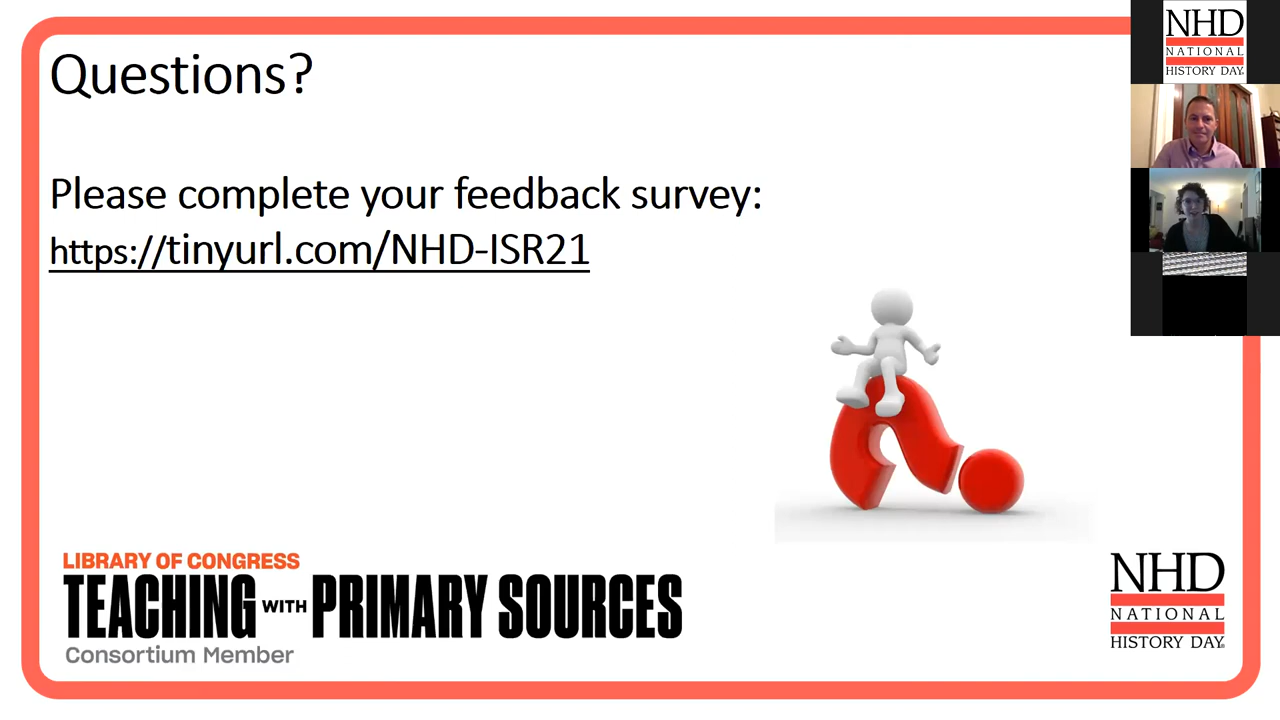 Questions?
Please complete your feedback survey:
https://tinyurl.com/NHD-ISR21
LIBRARY OF CONGRESS
TEACHING WITH PRIMARY SOURCES
Consortium Member
NHD
NATIONAL
HISTORY DAY
NHD
NATIONAL
HISTORY DAY